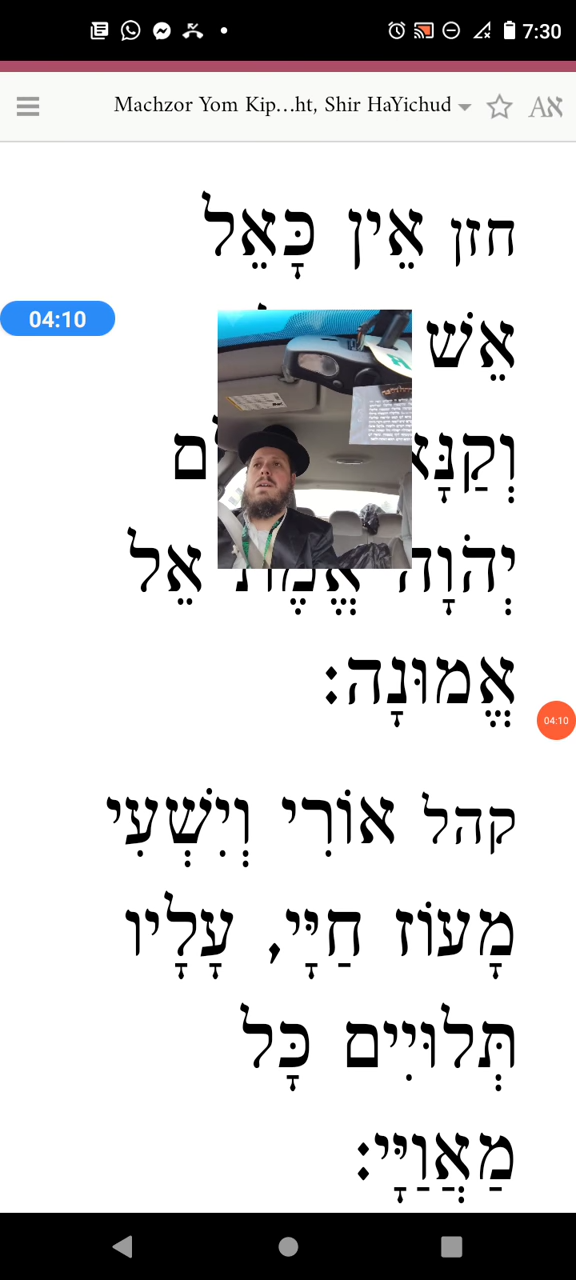 7:30
Machzor Yom Kip...ht, Shir HaYichud
Aא
חזן אֵין כָּאֵל
04:10
אֵשׁ
יְהֹוָה אֱמֶת אֵל
אֱמוּנָה:
04:10
קהל אוֹרִי וְיִשְׁעִי
מָעוֹז חַיָּי, עָלָיו
תְּלוּיִים כָּל
מַאֲוַיָּי: